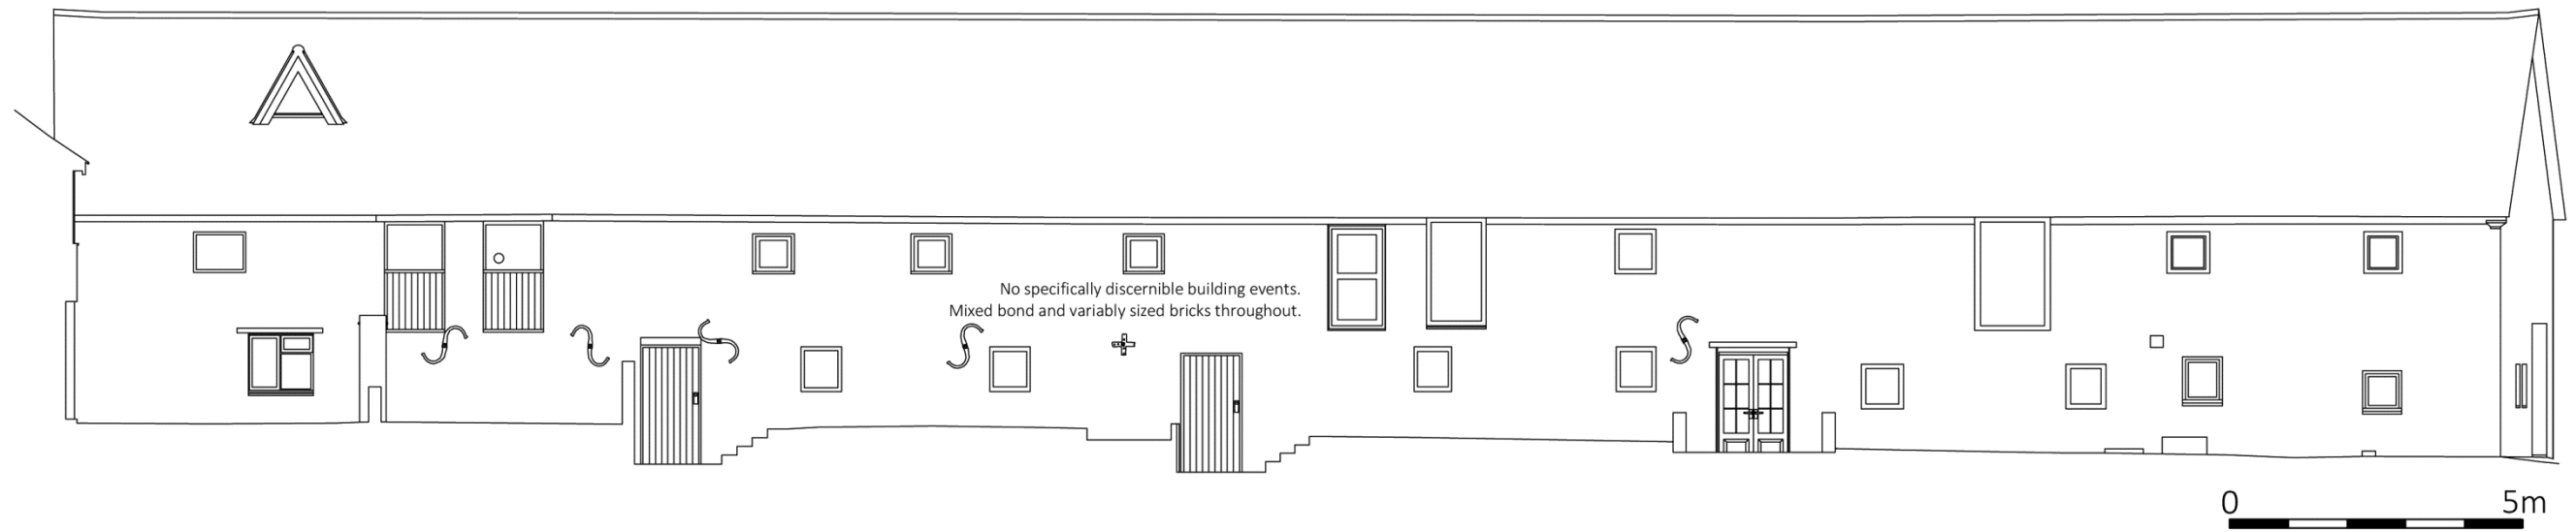 No specifically discernible building events.
Mixed bond and variably sized bricks throughout.
0 5m